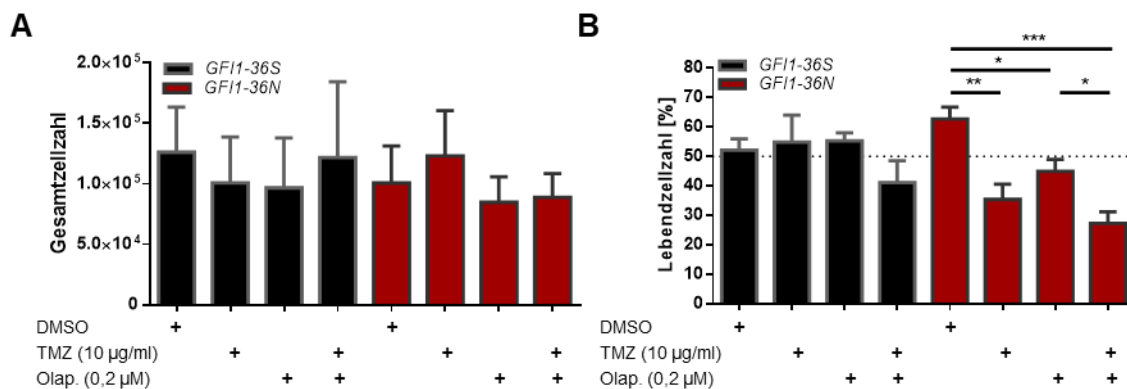 A
Gesamtzellzahl
2.0×10⁵
1.5×10⁵
1.0×10⁵
5.0×10⁴
0
GFI1-36S
GFI1-36N
DMSO + +
TMZ (10 µg/ml) + + + +
Olap. (0,2 µM) + + + +
B
Lebendzellzahl [%]
80
70
60
50
40
30
20
10
0
GFI1-36S
GFI1-36N
***
*
** *
DMSO + +
TMZ (10 µg/ml) + + + +
Olap. (0,2 µM) + + + +